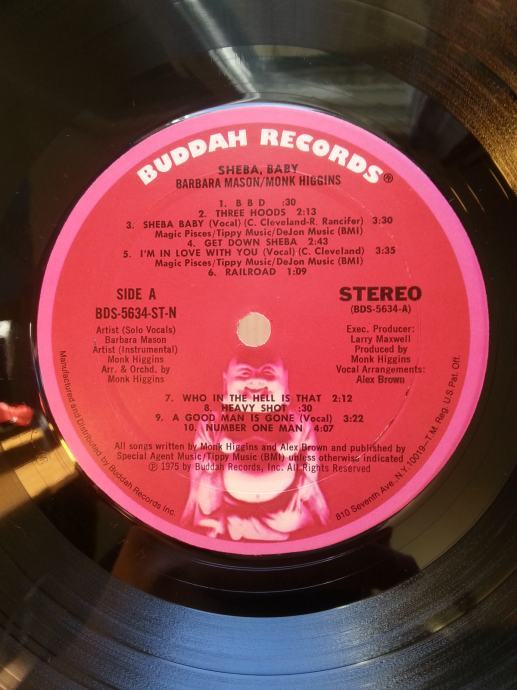 BUDDAH RECORDS®
SHEBA, BABY
BARBARA MASON/MONK HIGGINS
1. B B D :30
2. THREE HOODS 2:13
3. SHEBA BABY (Vocal) (C. Cleveland-R. Rancifer) 3:30
Magic Pisces/Tippy Music/DeJon Music (BMI)
4. GET DOWN SHEBA 2:43
5. I'M IN LOVE WITH YOU (Vocal) (C. Cleveland) 3:35
Magic Pisces/Tippy Music/DeJon Music (BMI)
6. RAILROAD 1:09
SIDE A
BDS-5634-ST-N
STEREO
(BDS-5634-A)
Artist (Solo Vocals)
Barbara Mason
Artist (Instrumental)
Monk Higgins
Arr. & Orchd. by
Monk Higgins
Exec. Producer:
Larry Maxwell
Produced by
Monk Higgins
Vocal Arrangements:
Alex Brown
7. WHO IN THE HELL IS THAT 2:12
8. HEAVY SHOT :30
9. A GOOD MAN IS GONE (Vocal) 3:22
10. NUMBER ONE MAN 4:07
All songs written by Monk Higgins and Alex Brown and published by
Special Agent Music/Tippy Music (BMI) unless otherwise indicated
℗ 1975 by Buddah Records, Inc. All Rights Reserved
Manufactured and Distributed by Buddah Records Inc.
810 Seventh Ave. N.Y. 10019–T.M. Reg. U.S. Pat. Off.